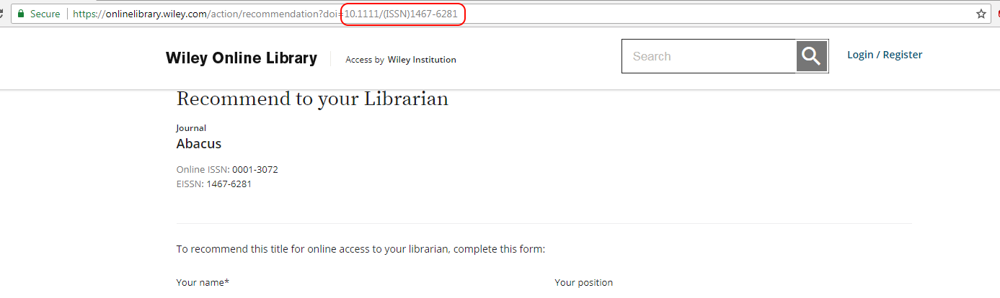 Secure https://onlinelibrary.wiley.com/action/recommendation?doi=10.1111/(ISSN)1467-6281
Wiley Online Library Access by Wiley Institution Search Login / Register
Recommend to your Librarian
Journal
Abacus
Online ISSN: 0001-3072
EISSN: 1467-6281
To recommend this title for online access to your librarian, complete this form:
Your name* Your position